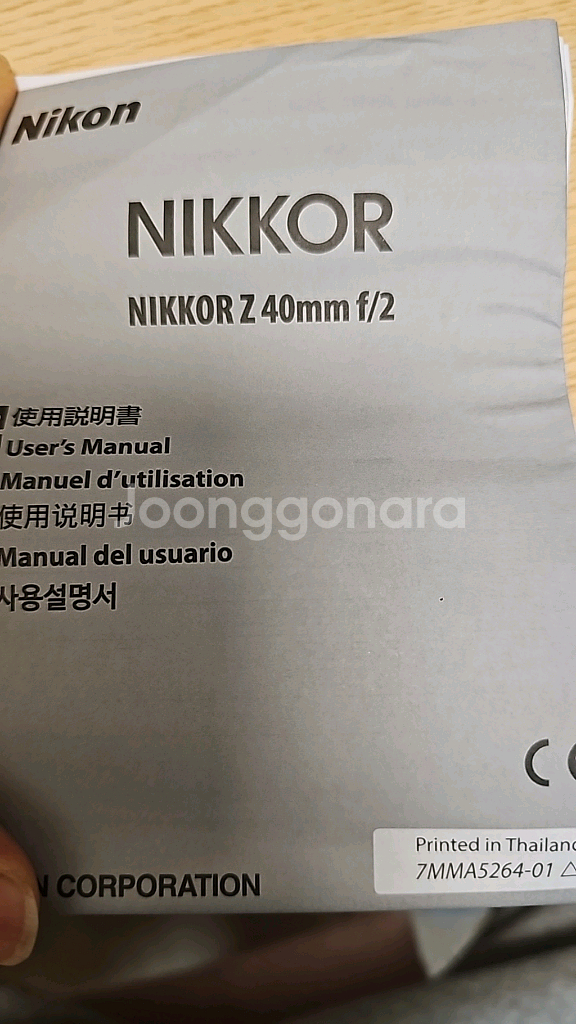 Nikon
NIKKOR
NIKKOR Z 40mm f/2
使用説明書
User's Manual
Manuel d'utilisation
使用说明书
joonggonara
Manual del usuario
사용설명서
CE
Printed in Thailand
7MMA5264-01 △
CORPORATION